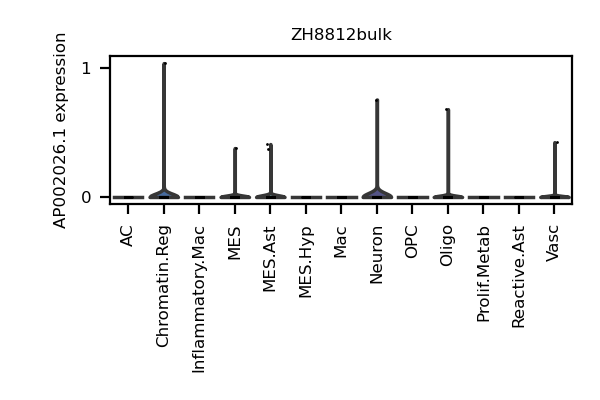 ZH8812bulk
AP002026.1 expression
1
0
AC
Chromatin.Reg
Inflammatory.Mac
MES
MES.Ast
MES.Hyp
Mac
Neuron
OPC
Oligo
Prolif.Metab
Reactive.Ast
Vasc